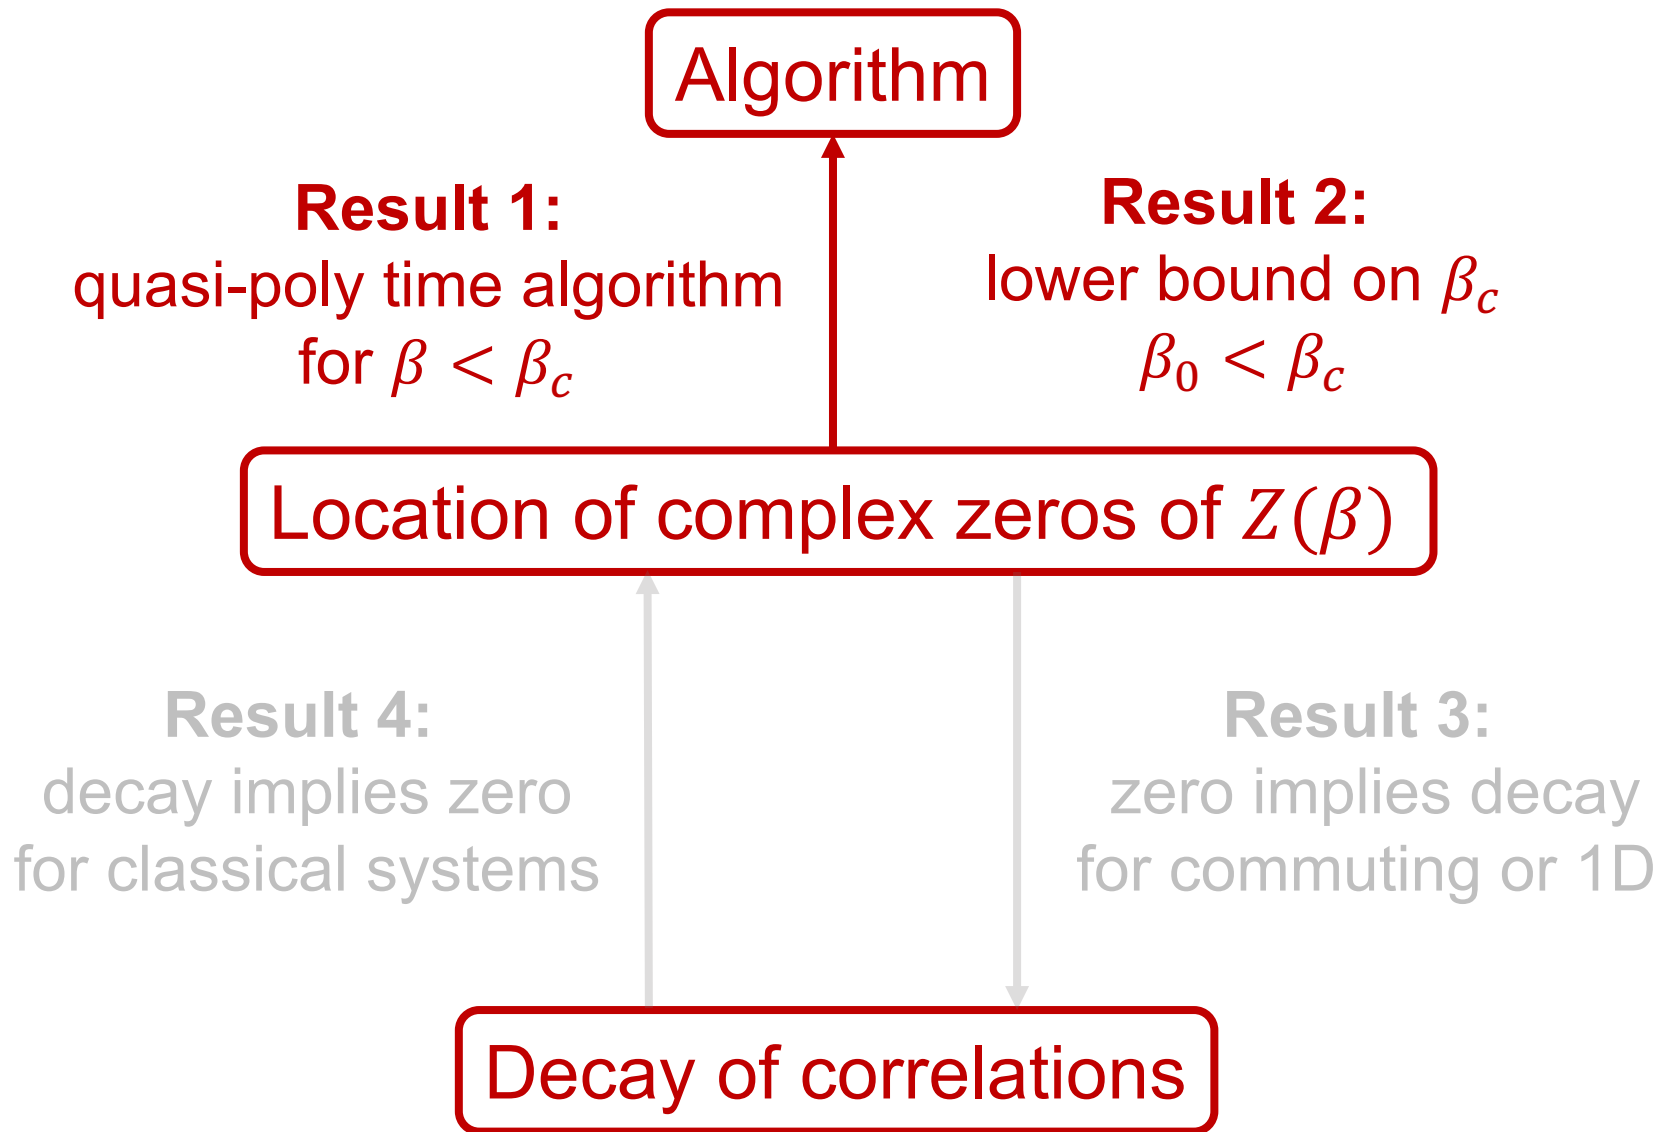 Algorithm
Result 1:
quasi-poly time algorithm
for β < β_c
Result 2:
lower bound on β_c
β_0 < β_c
Location of complex zeros of Z(β)
Result 4:
decay implies zero
for classical systems
Result 3:
zero implies decay
for commuting or 1D
Decay of correlations